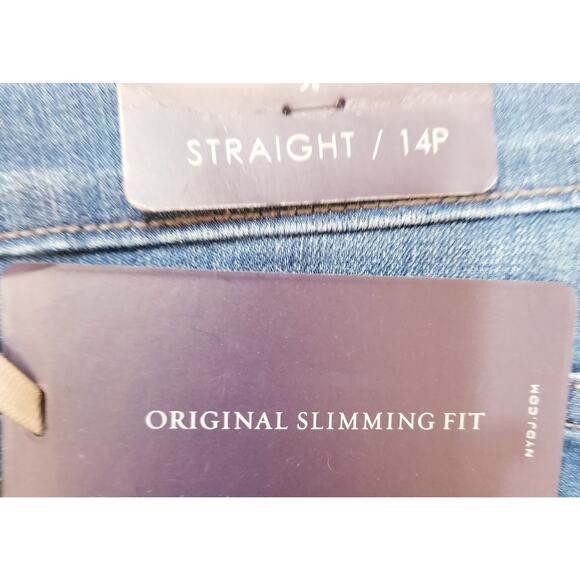 STRAIGHT / 14P
ORIGINAL SLIMMING FIT
NYDJ.COM